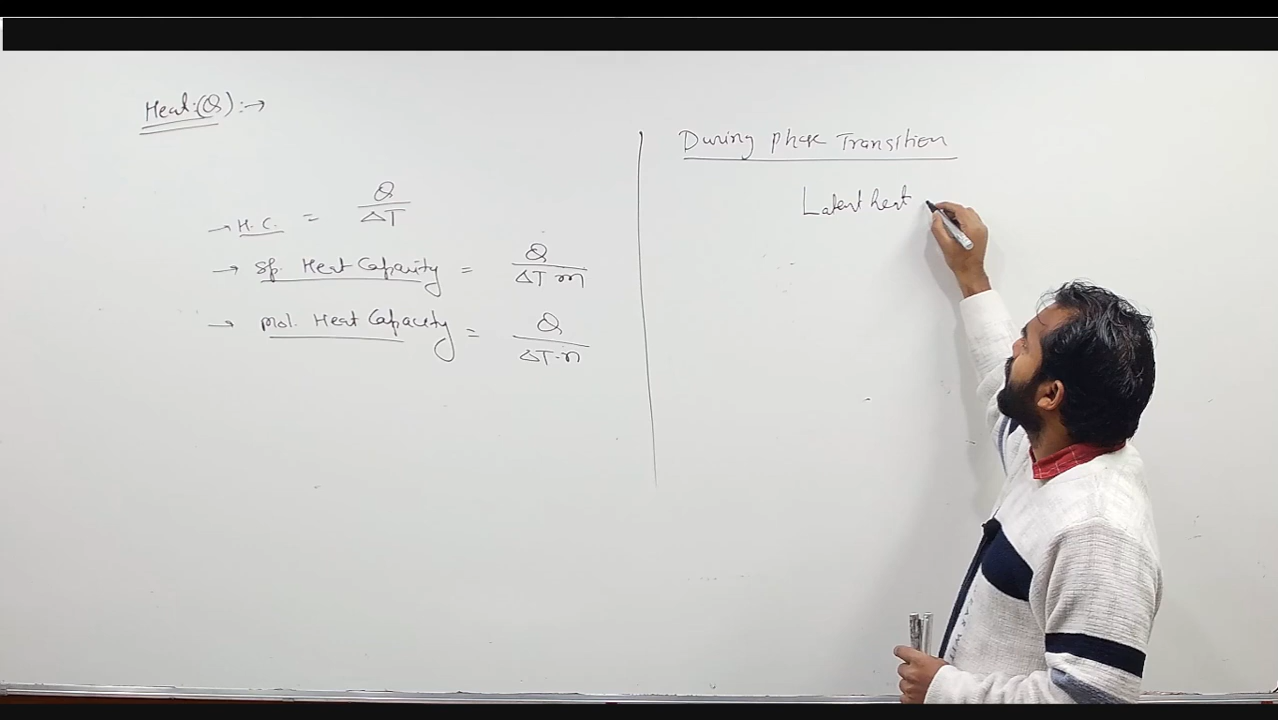 Heat:(Q):→
→ H.C. = Q/ΔT
→ Sp. Heat Capacity = Q/ΔT m
→ Mol. Heat Capacity = Q/ΔT·n
During Phase Transition
Latent heat